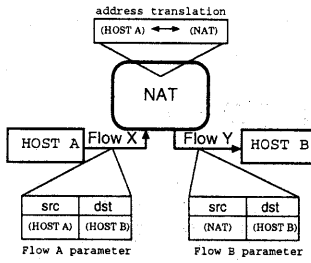 address translation
(HOST A) (NAT)
NAT
HOST A Flow X Flow Y HOST B
src dst src dst
(HOST A) (HOST B) (NAT) (HOST B)
Flow A parameter Flow B parameter